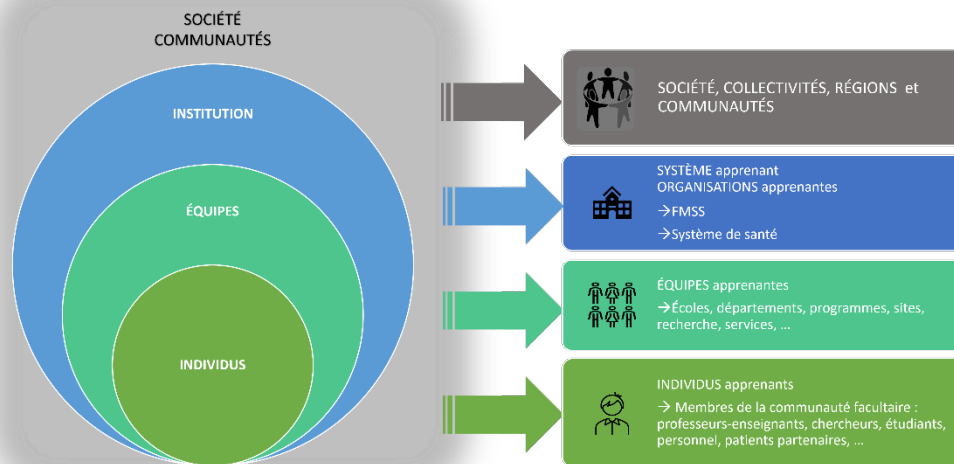 SOCIÉTÉ
COMMUNAUTÉS
INSTITUTION
ÉQUIPES
INDIVIDUS
SOCIÉTÉ, COLLECTIVITÉS, RÉGIONS et
COMMUNAUTÉS
SYSTÈME apprenant
ORGANISATIONS apprenantes
→FMSS
→Système de santé
ÉQUIPES apprenantes
→Écoles, départements, programmes, sites,
recherche, services, ...
INDIVIDUS apprenants
→ Membres de la communauté facultaire :
professeurs-enseignants, chercheurs, étudiants,
personnel, patients partenaires, ...